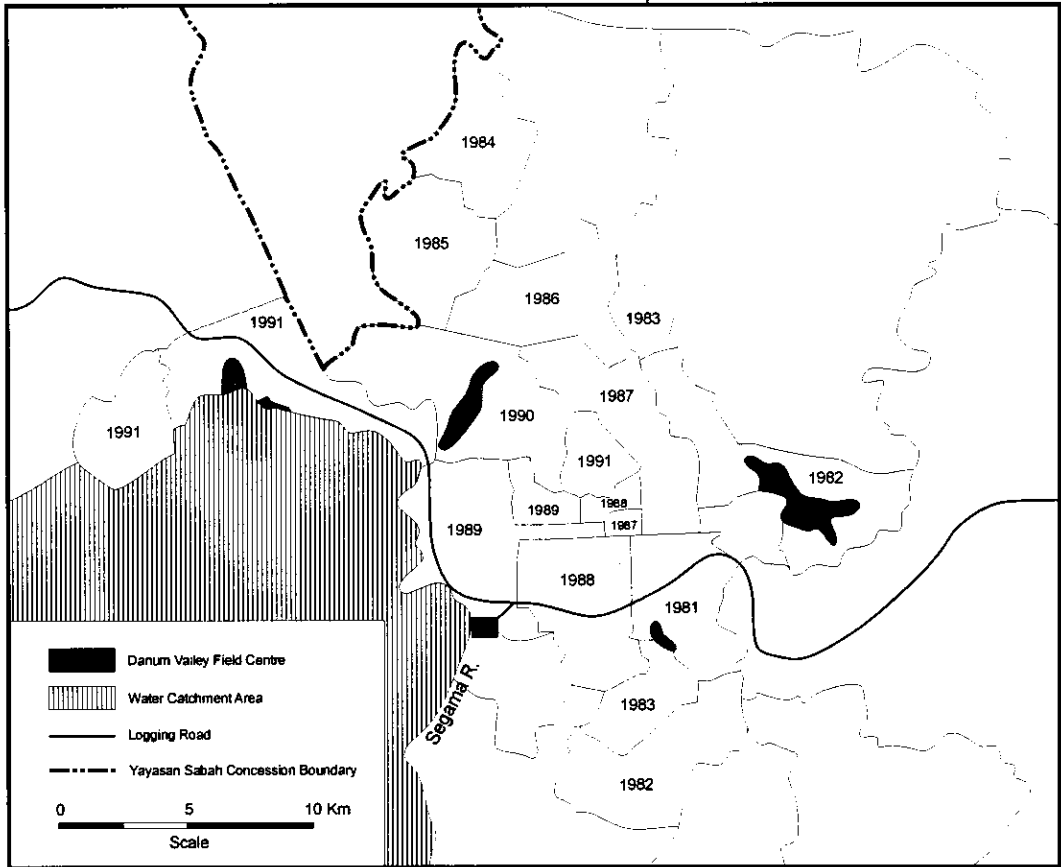 1984
1985
1986
1983
1991
1987
1990
1991
1991
1982
1989
1988
1989
1987
1988
1981
1983
1982
Segama R.
Danum Valley Field Centre
Water Catchment Area
Logging Road
Yayasan Sabah Concession Boundary
0 5 10 Km
Scale